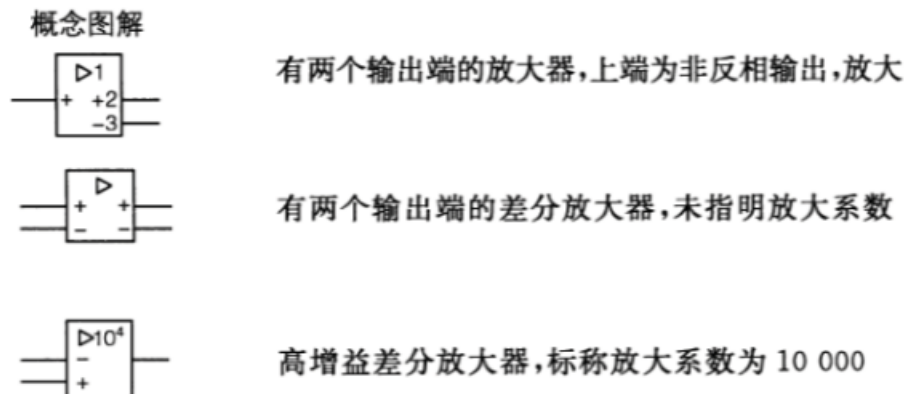 概念图解
▷1
+ +2
-3
有两个输出端的放大器,上端为非反相输出,放大
▷
+ +
- -
有两个输出端的差分放大器,未指明放大系数
▷10⁴
-
+
高增益差分放大器,标称放大系数为 10 000